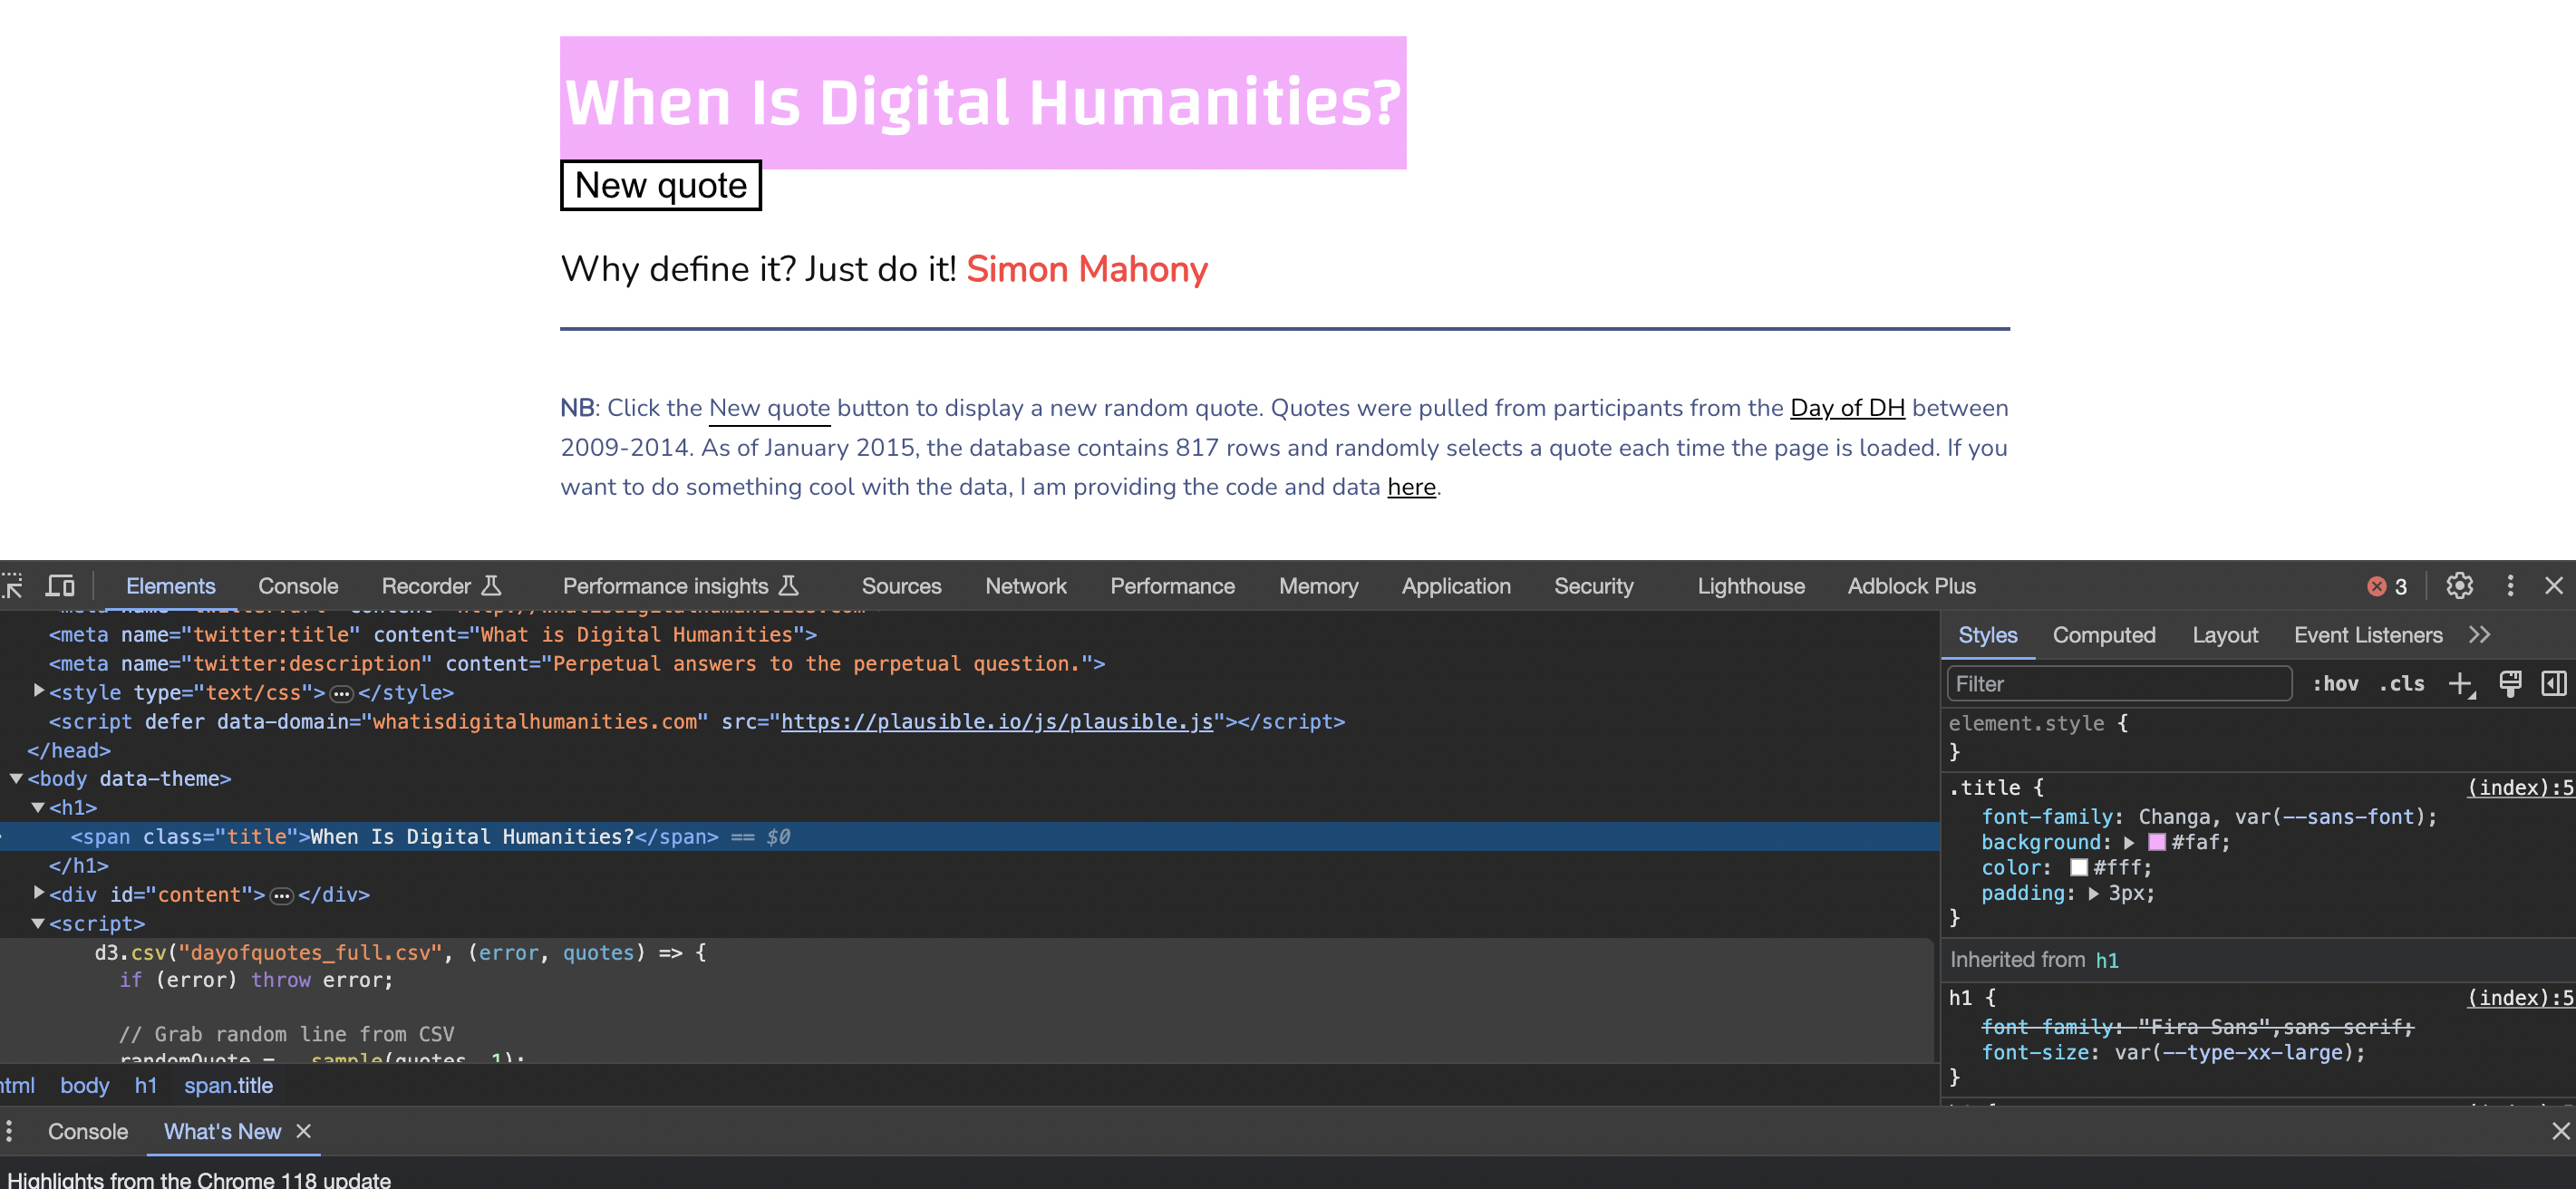 When Is Digital Humanities?
New quote
Why define it? Just do it! Simon Mahony
NB: Click the New quote button to display a new random quote. Quotes were pulled from participants from the Day of DH between
2009-2014. As of January 2015, the database contains 817 rows and randomly selects a quote each time the page is loaded. If you
want to do something cool with the data, I am providing the code and data here.
Elements Console Recorder Performance insights Sources Network Performance Memory Application Security Lighthouse Adblock Plus 3
<meta name="twitter:title" content="What is Digital Humanities">
<meta name="twitter:description" content="Perpetual answers to the perpetual question.">
<style type="text/css">…</style>
<script defer data-domain="whatisdigitalhumanities.com" src="https://plausible.io/js/plausible.js"></script>
</head>
<body data-theme>
<h1>
<span class="title">When Is Digital Humanities?</span> == $0
</h1>
<div id="content">…</div>
<script>
d3.csv("dayofquotes_full.csv", (error, quotes) => {
if (error) throw error;
// Grab random line from CSV
randomQuote = _.sample(quotes, 1);
html body h1 span.title
Styles Computed Layout Event Listeners
Filter :hov .cls
element.style {
}
.title { (index):5
font-family: Changa, var(--sans-font);
background: #faf;
color: #fff;
padding: 3px;
}
Inherited from h1
h1 { (index):5
font-family: "Fira Sans",sans-serif;
font-size: var(--type-xx-large);
}
Console What's New
Highlights from the Chrome 118 update